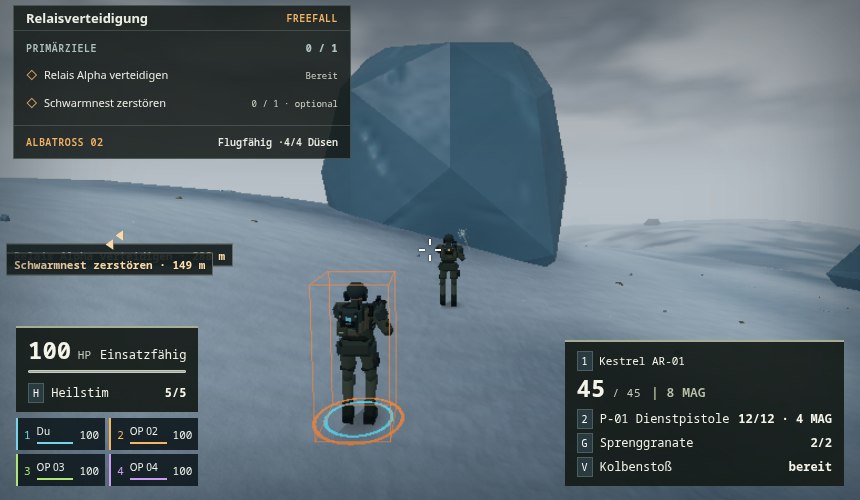 Relaisverteidigung FREEFALL
PRIMÄRZIELE 0 / 1
Relais Alpha verteidigen Bereit
Schwarmnest zerstören 0 / 1 · optional
ALBATROSS 02 Flugfähig ·4/4 Düsen
m
Schwarmnest zerstören · 149 m
100 HP Einsatzfähig
H Heilstim 5/5
1 Du 100
2 OP 02 100
3 OP 03 100
4 OP 04 100
1 Kestrel AR-01
45 / 45 | 8 MAG
2 P-01 Dienstpistole 12/12 · 4 MAG
G Sprenggranate 2/2
V Kolbenstoß bereit